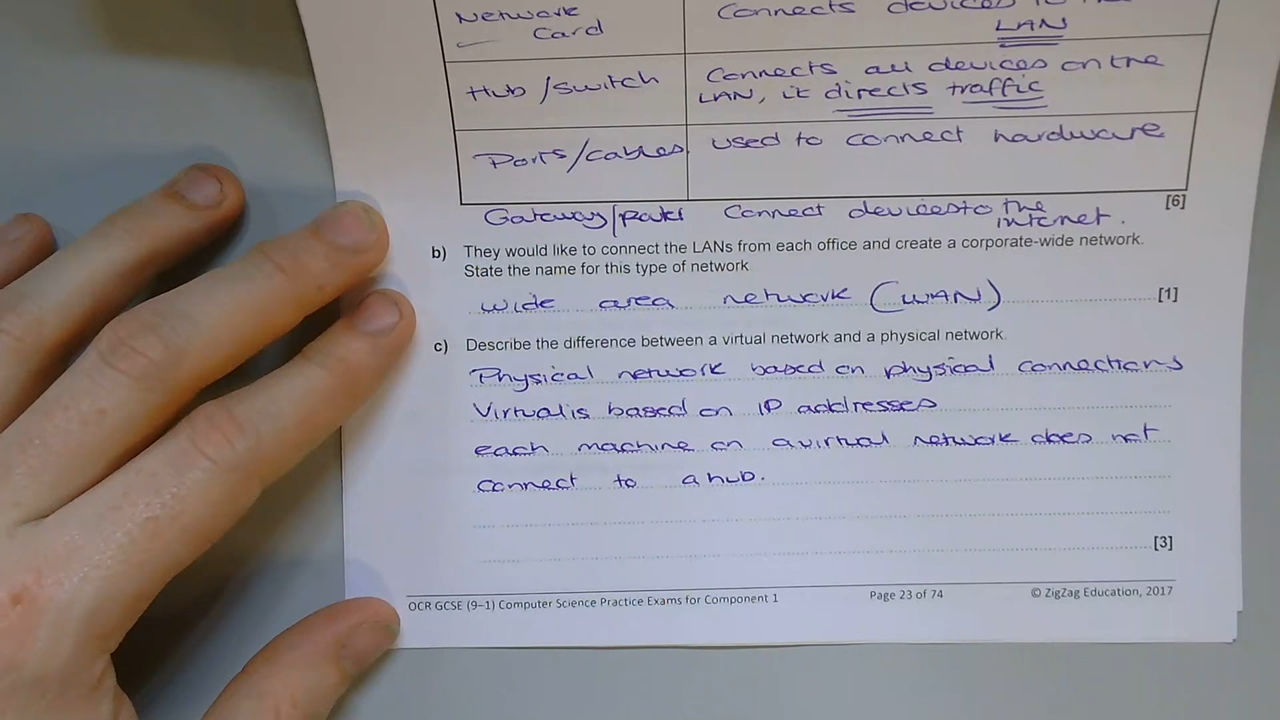 Network Connects devices to the
Card LAN
Hub/switch Connects all devices on the
LAN, it directs traffic
Ports/cables used to connect hardware
[6]
Gateway/ Connect devices to the
internet.
b) They would like to connect the LANs from each office and create a corporate-wide network.
State the name for this type of network
wide area network (WAN) [1]
c) Describe the difference between a virtual network and a physical network.
Physical network based on physical connections
Virtual is based on IP addresses
each machine on a virtual network does not
connect to a hub.
[3]
OCR GCSE (9–1) Computer Science Practice Exams for Component 1 Page 23 of 74 © ZigZag Education, 2017